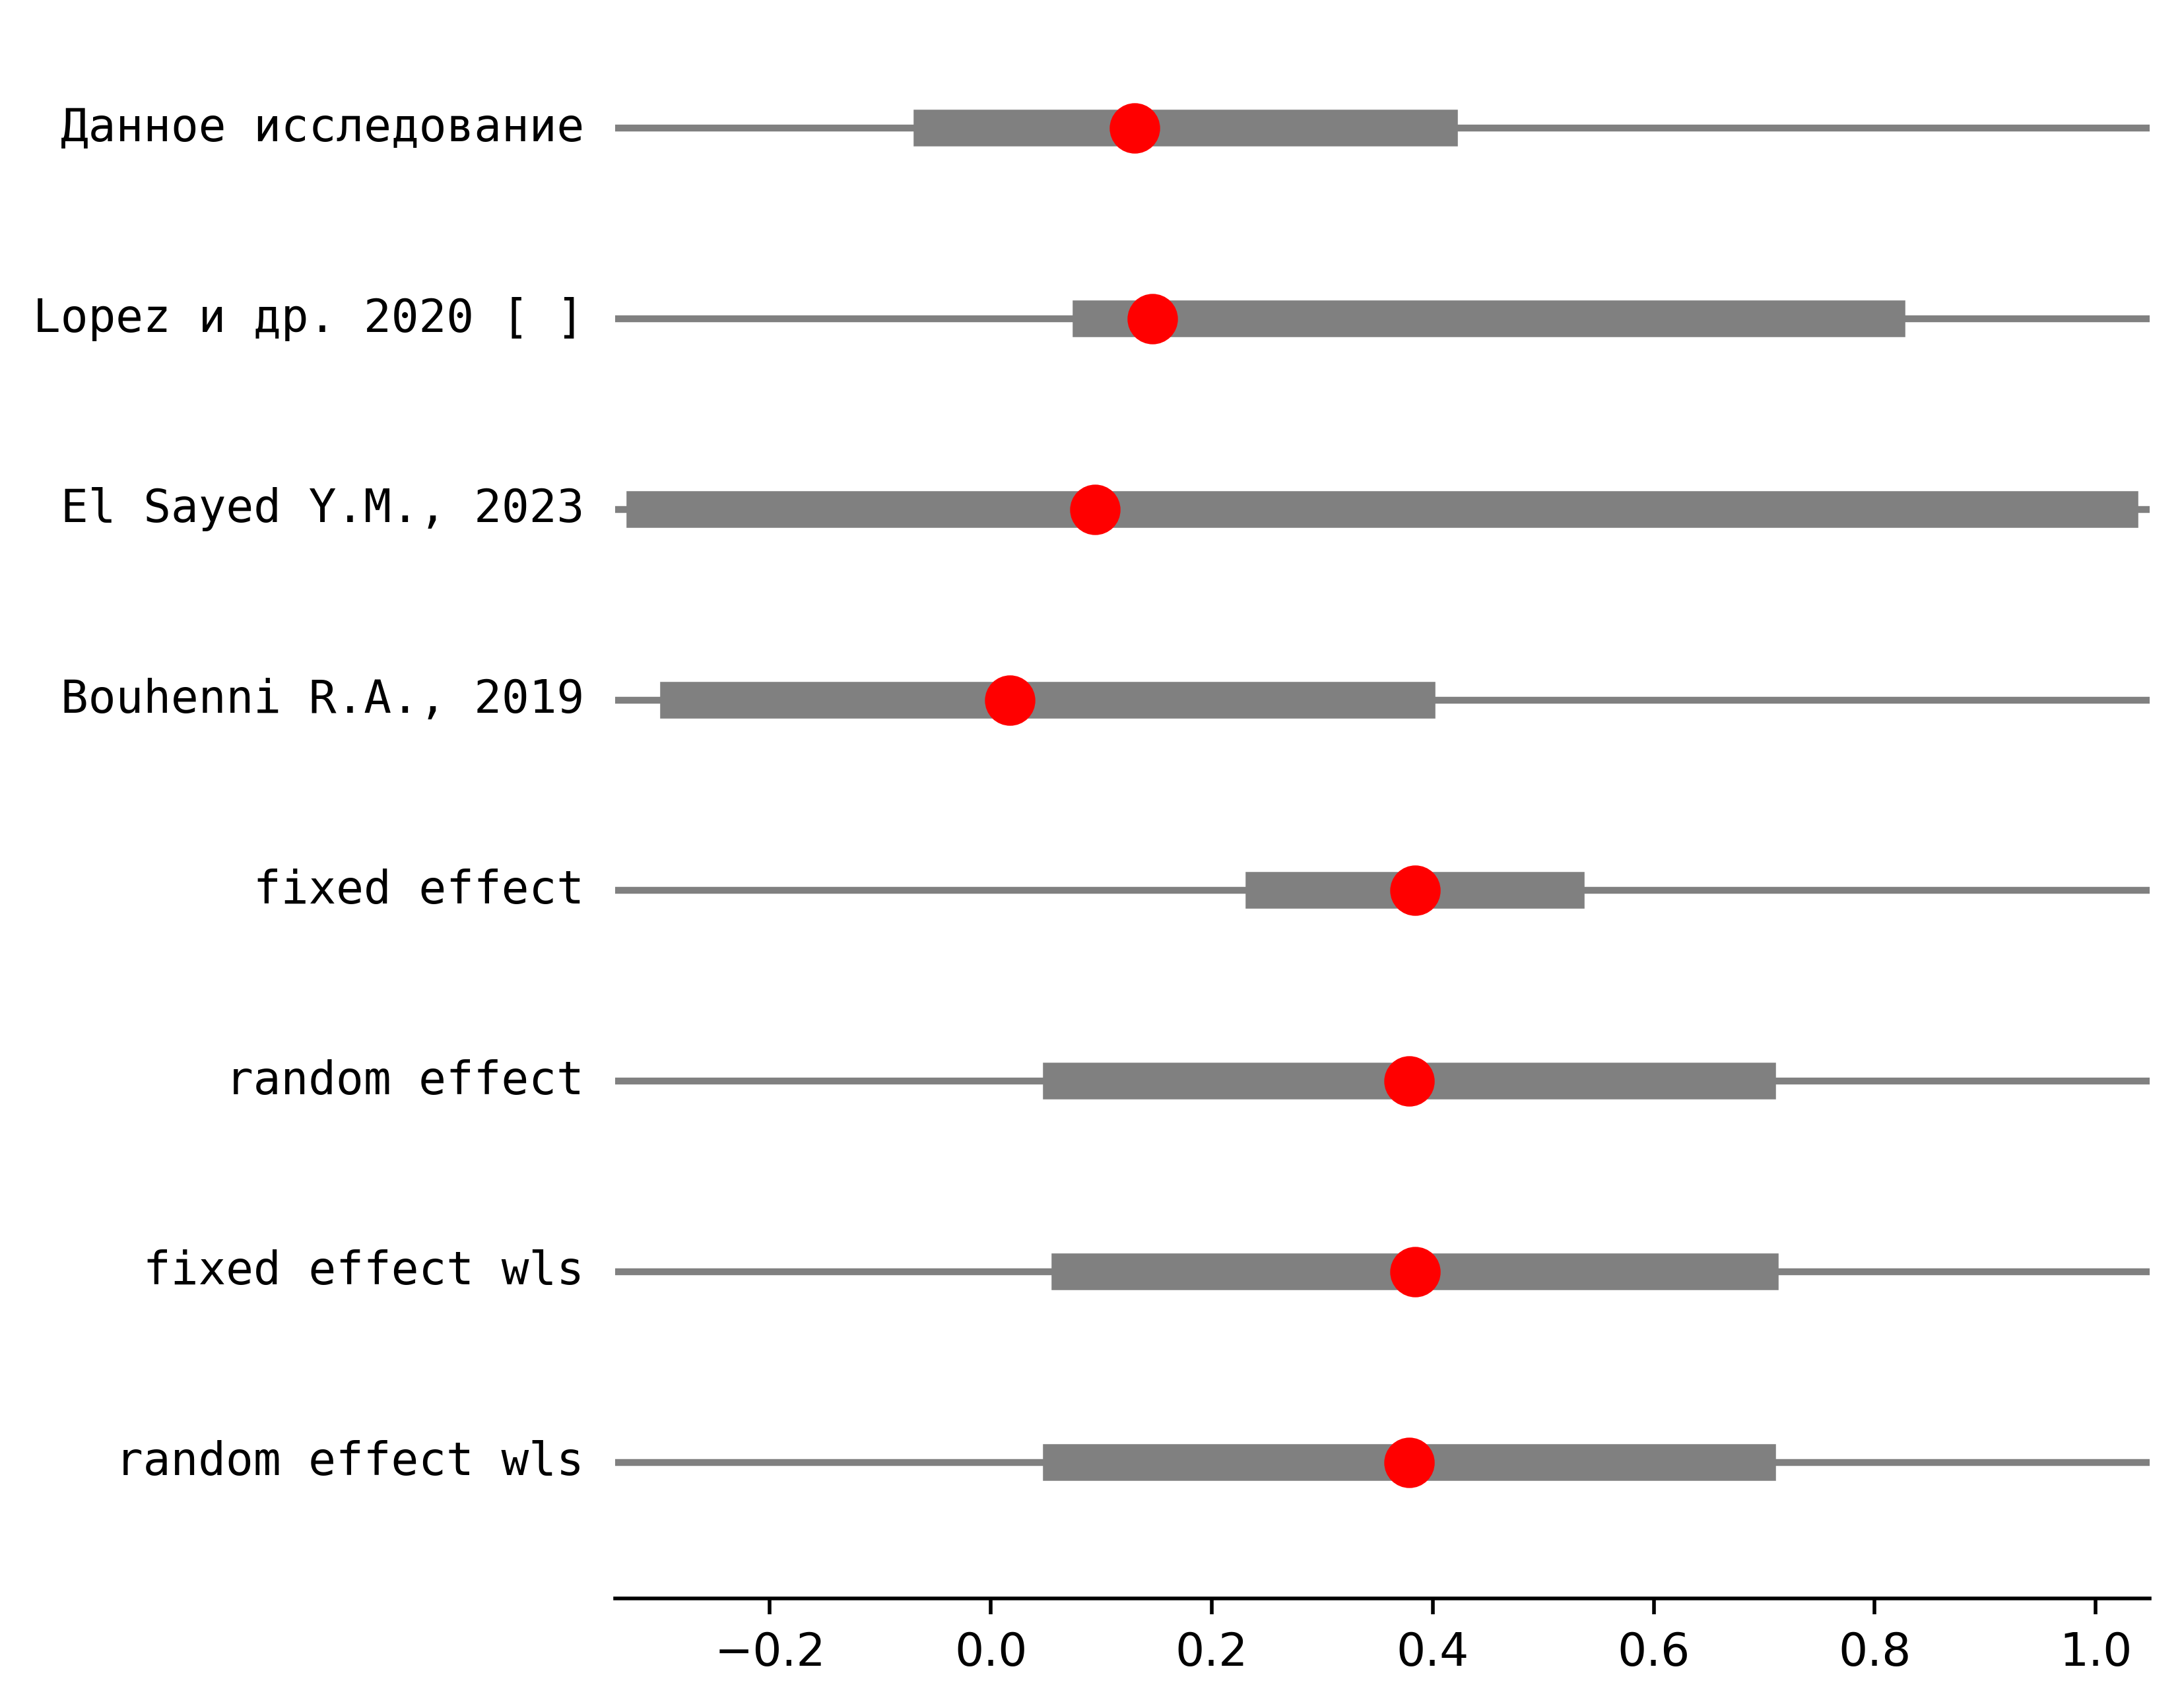 Данное исследование
Lopez и др. 2020 [ ]
El Sayed Y.M., 2023
Bouhenni R.A., 2019
fixed effect
random effect
fixed effect wls
random effect wls
−0.2 0.0 0.2 0.4 0.6 0.8 1.0